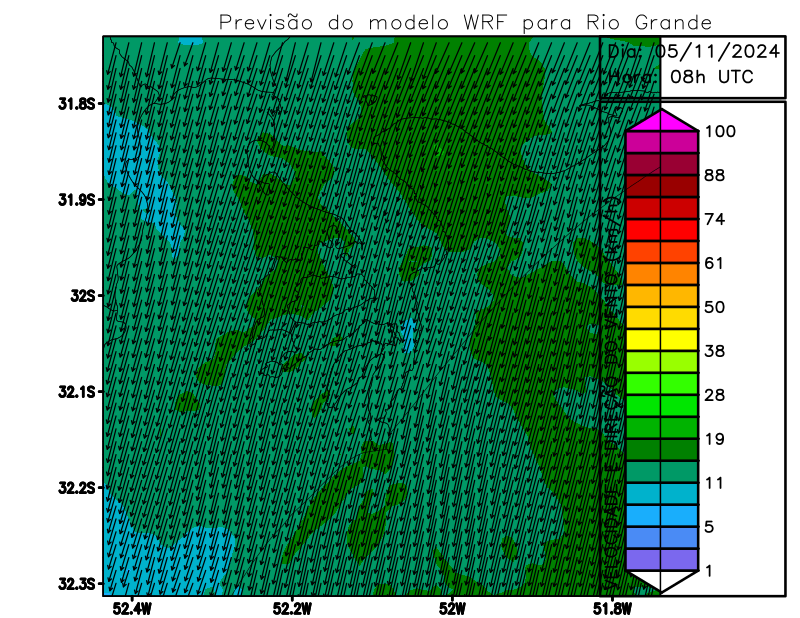 Previsão do modelo WRF para Rio Grande
Dia: 05/11/2024
Hora: 08h UTC
31.8S
31.9S
32S
32.1S
32.2S
32.3S
52.4W
52.2W
52W
51.8W
VELOCIDADE E DIREÇÃO DO VENTO (km/h)
100
88
74
61
50
38
28
19
11
5
1